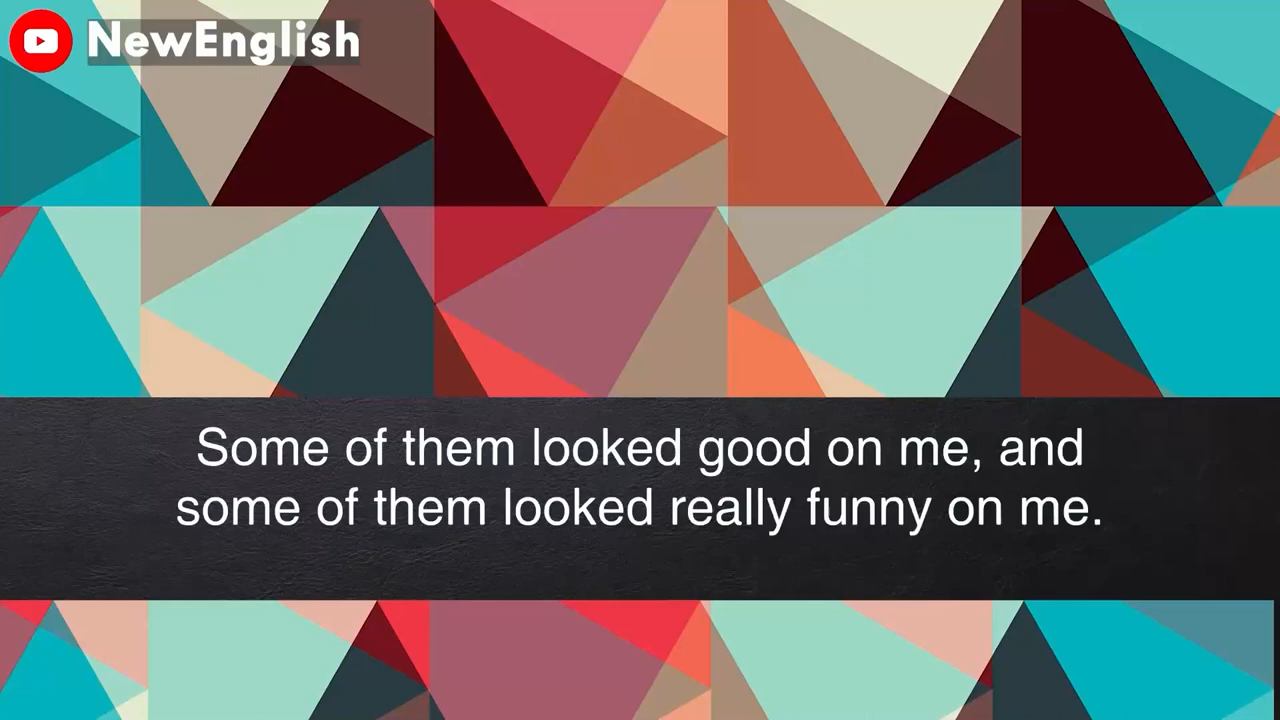 NewEnglish
Some of them looked good on me, and
some of them looked really funny on me.